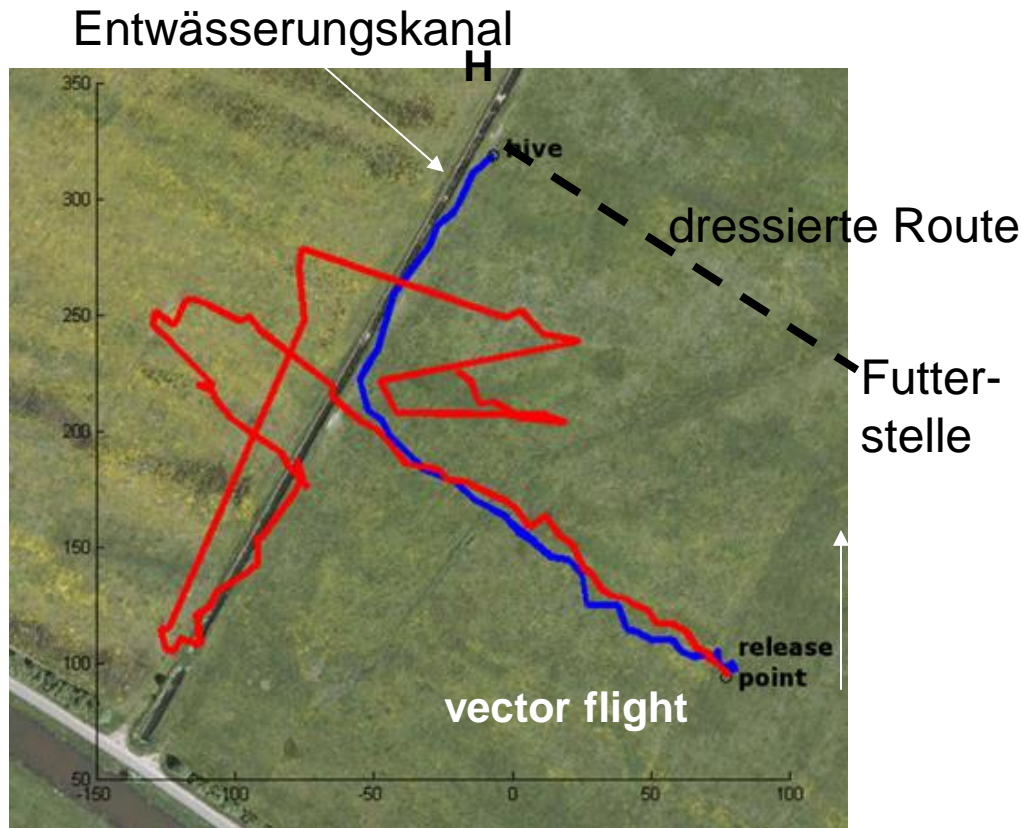 Entwässerungskanal
H
350
hive
300
dressierte Route
250
Futter-
stelle
200
150
release
100
point
vector flight
50
-150
-100
-50
0
50
100